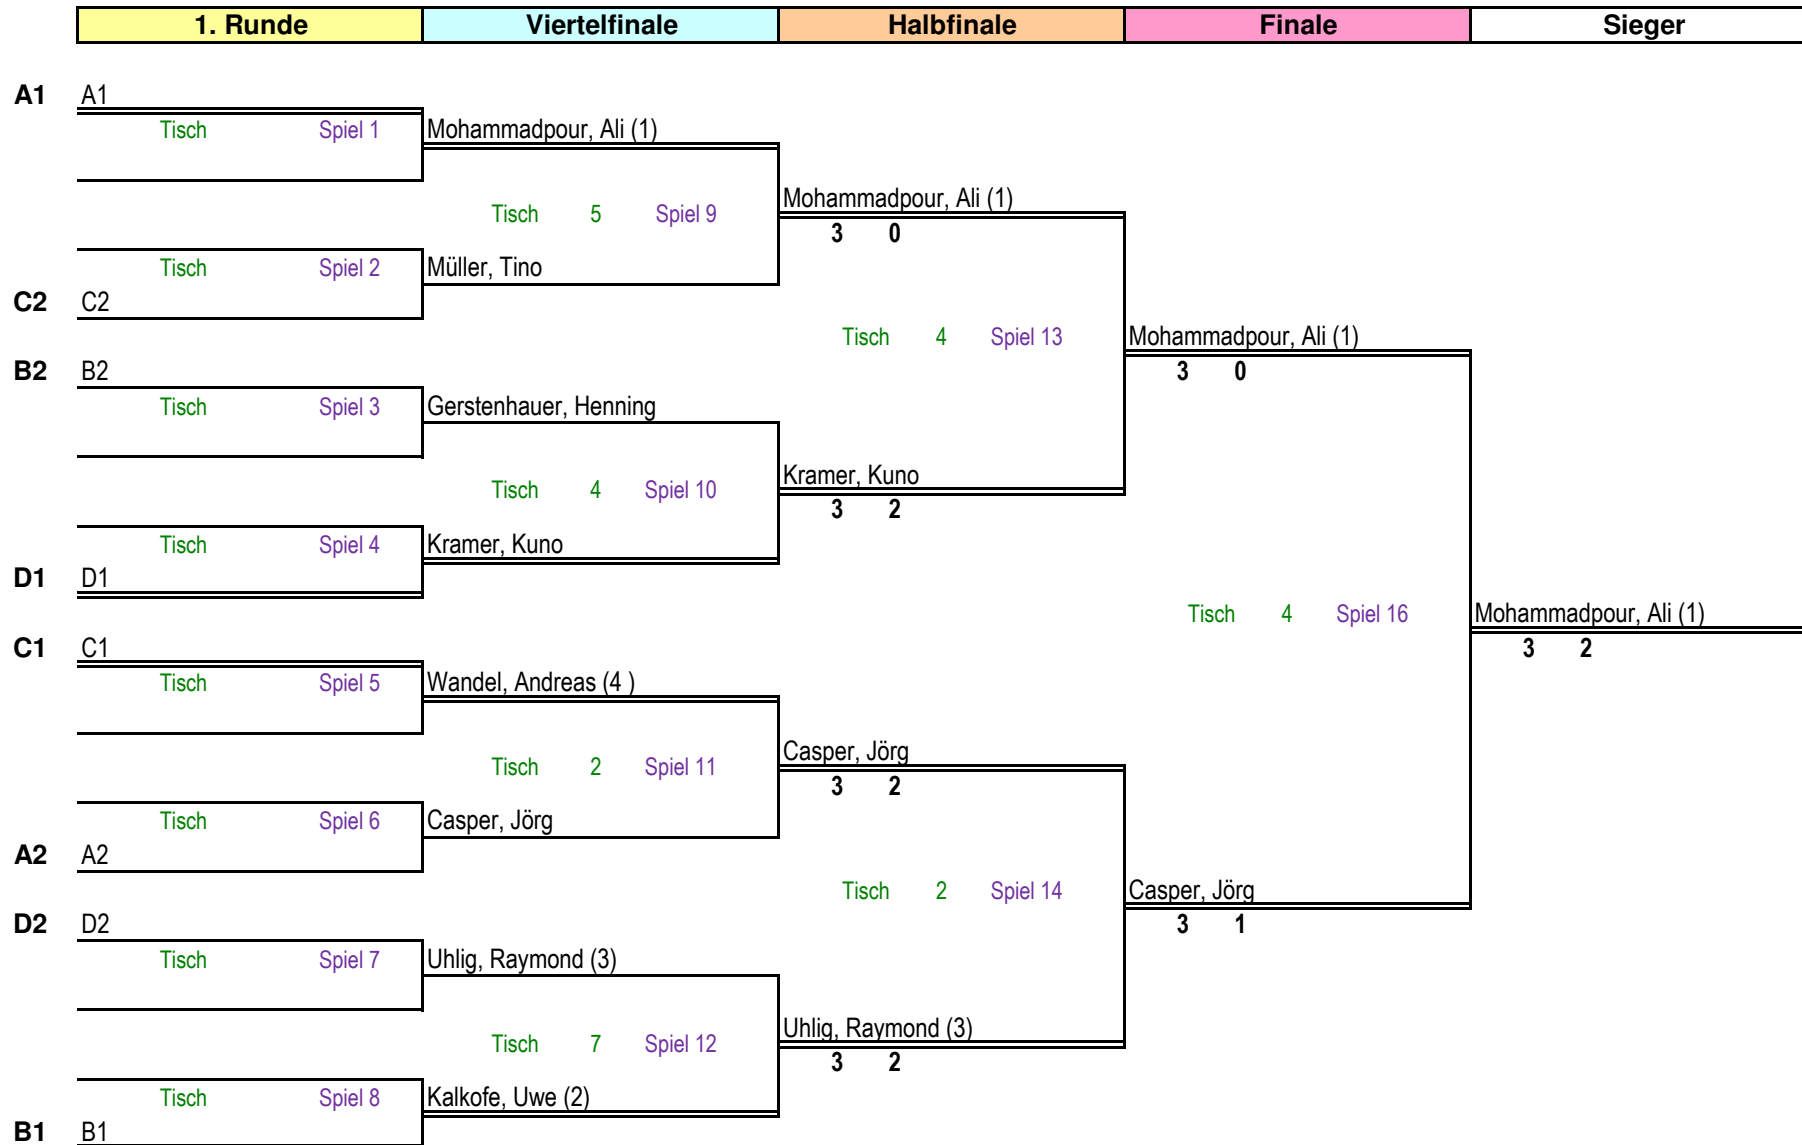 1. Runde Viertelfinale Halbfinale Finale Sieger
A1 A1
Tisch Spiel 1 Mohammadpour, Ali (1)
Mohammadpour, Ali (1)
Tisch 5 Spiel 9
3 0
Tisch Spiel 2 Müller, Tino
C2 C2
Tisch 4 Spiel 13 Mohammadpour, Ali (1)
B2 B2
3 0
Tisch Spiel 3 Gerstenhauer, Henning
Kramer, Kuno
Tisch 4 Spiel 10
3 2
Tisch Spiel 4 Kramer, Kuno
D1 D1
Tisch 4 Spiel 16 Mohammadpour, Ali (1)
C1 C1
3 2
Tisch Spiel 5 Wandel, Andreas (4 )
Casper, Jörg
Tisch 2 Spiel 11
3 2
Tisch Spiel 6 Casper, Jörg
A2 A2
Tisch 2 Spiel 14 Casper, Jörg
D2 D2
3 1
Tisch Spiel 7 Uhlig, Raymond (3)
Uhlig, Raymond (3)
Tisch 7 Spiel 12
3 2
Tisch Spiel 8 Kalkofe, Uwe (2)
B1 B1